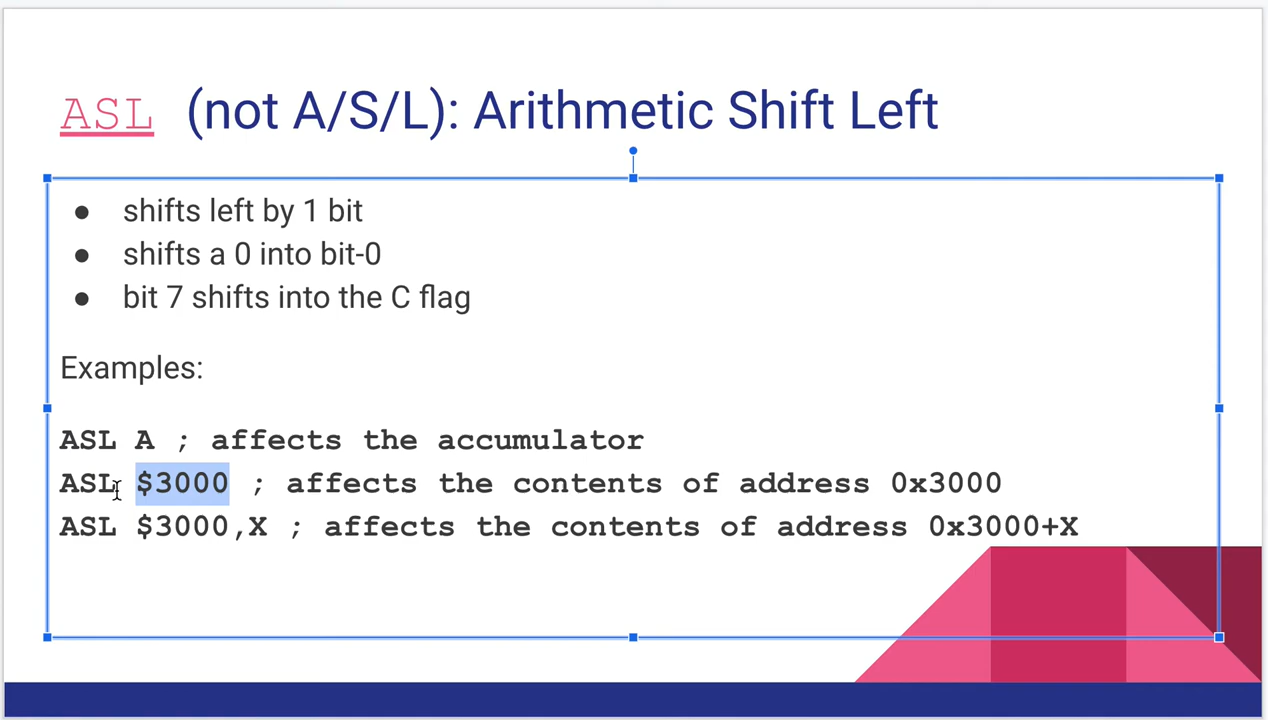 ASL (not A/S/L): Arithmetic Shift Left
● shifts left by 1 bit
● shifts a 0 into bit-0
● bit 7 shifts into the C flag
Examples:
ASL A ; affects the accumulator
ASL $3000 ; affects the contents of address 0x3000
ASL $3000,X ; affects the contents of address 0x3000+X